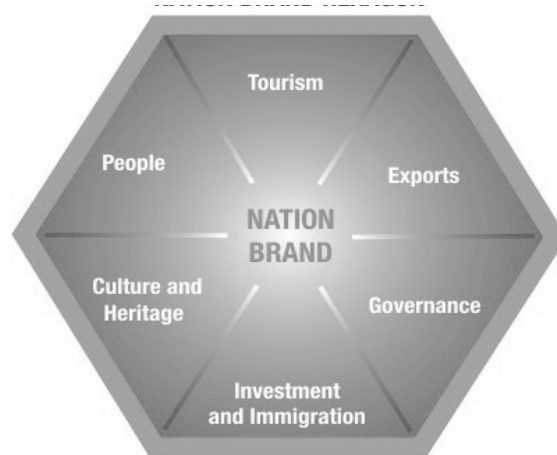 Tourism
People
Exports
NATION
BRAND
Culture and
Heritage
Governance
Investment
and Immigration